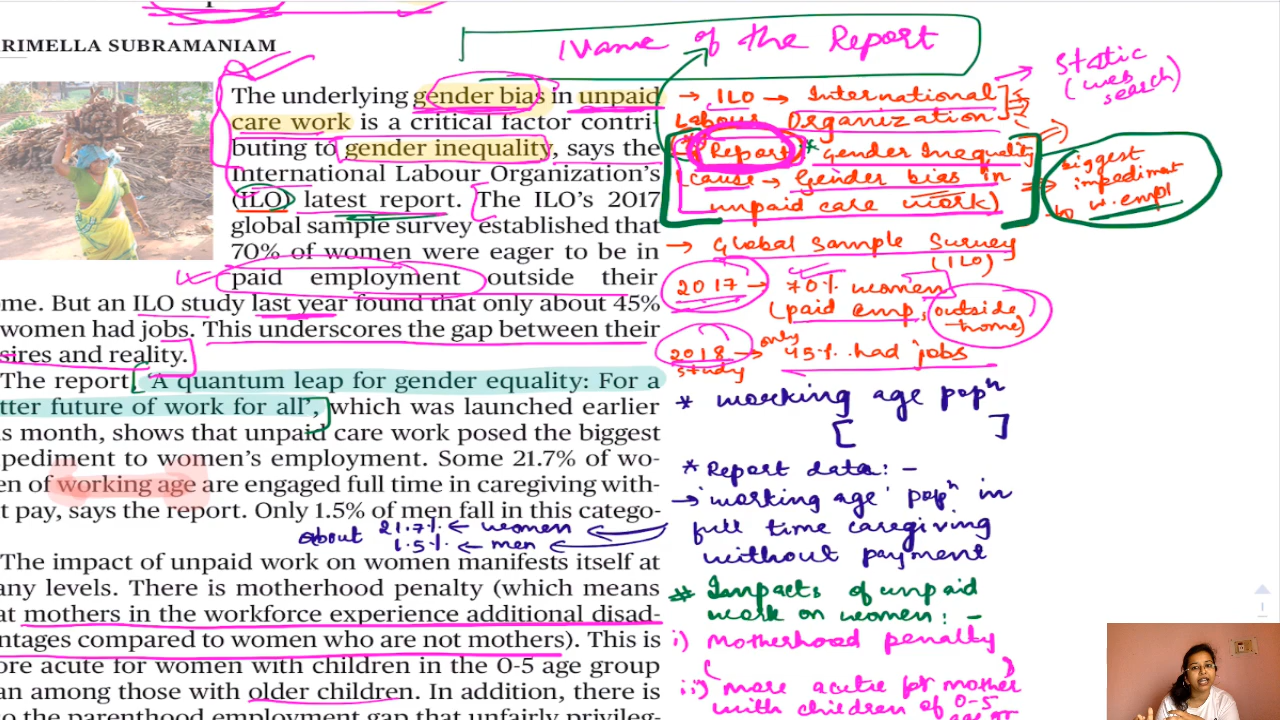 RIMELLA SUBRAMANIAM
Name of the Report
The underlying gender bias in unpaid
care work is a critical factor contri-
buting to gender inequality, says the
International Labour Organization's
(ILO) latest report. The ILO's 2017
global sample survey established that
70% of women were eager to be in
paid employment outside their
ome. But an ILO study last year found that only about 45%
women had jobs. This underscores the gap between their
sires and reality.
The report, 'A quantum leap for gender equality: For a
tter future of work for all', which was launched earlier
s month, shows that unpaid care work posed the biggest
pediment to women's employment. Some 21.7% of wo-
en of working age are engaged full time in caregiving with-
t pay, says the report. Only 1.5% of men fall in this catego-
about 21.7% ← women
1.5% ← men
The impact of unpaid work on women manifests itself at
any levels. There is motherhood penalty (which means
at mothers in the workforce experience additional disad-
ntages compared to women who are not mothers). This is
ore acute for women with children in the 0-5 age group
an among those with older children. In addition, there is
o the parenthood employment gap that unfairly privileg-
→ ILO → International
Labour Organization
(Report * gender Inequality
cause → Gender bias in
unpaid care work)
→ Global Sample Survey
(ILO)
2017 → 70% women
(paid emp, outside
home)
2018 → only 45% had jobs
study
* working age popn
[ ]
* Report data: -
→ 'working age' popn in
full time caregiving
without payment
* Impacts of unpaid
work on women: -
i) motherhood penalty
( )
ii) more acute for mother
with children of 0-5
static
(web
search)
biggest
impediment
to w. empl